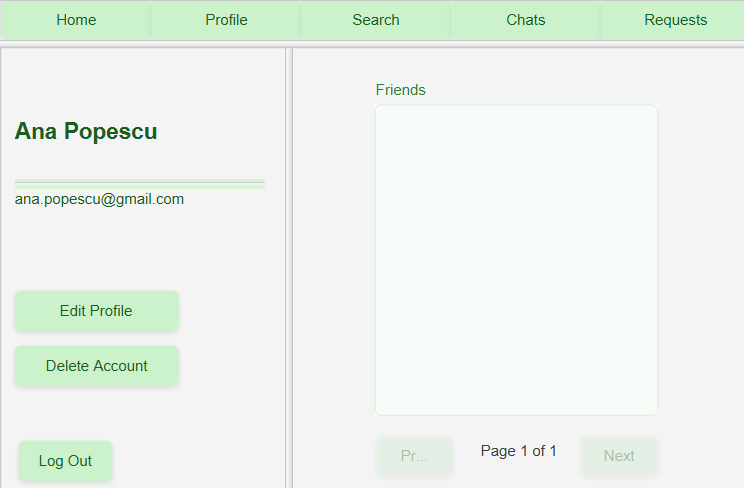 Home Profile Search Chats Requests
Ana Popescu
ana.popescu@gmail.com
Edit Profile
Delete Account
Log Out
Friends
Pr... Page 1 of 1 Next